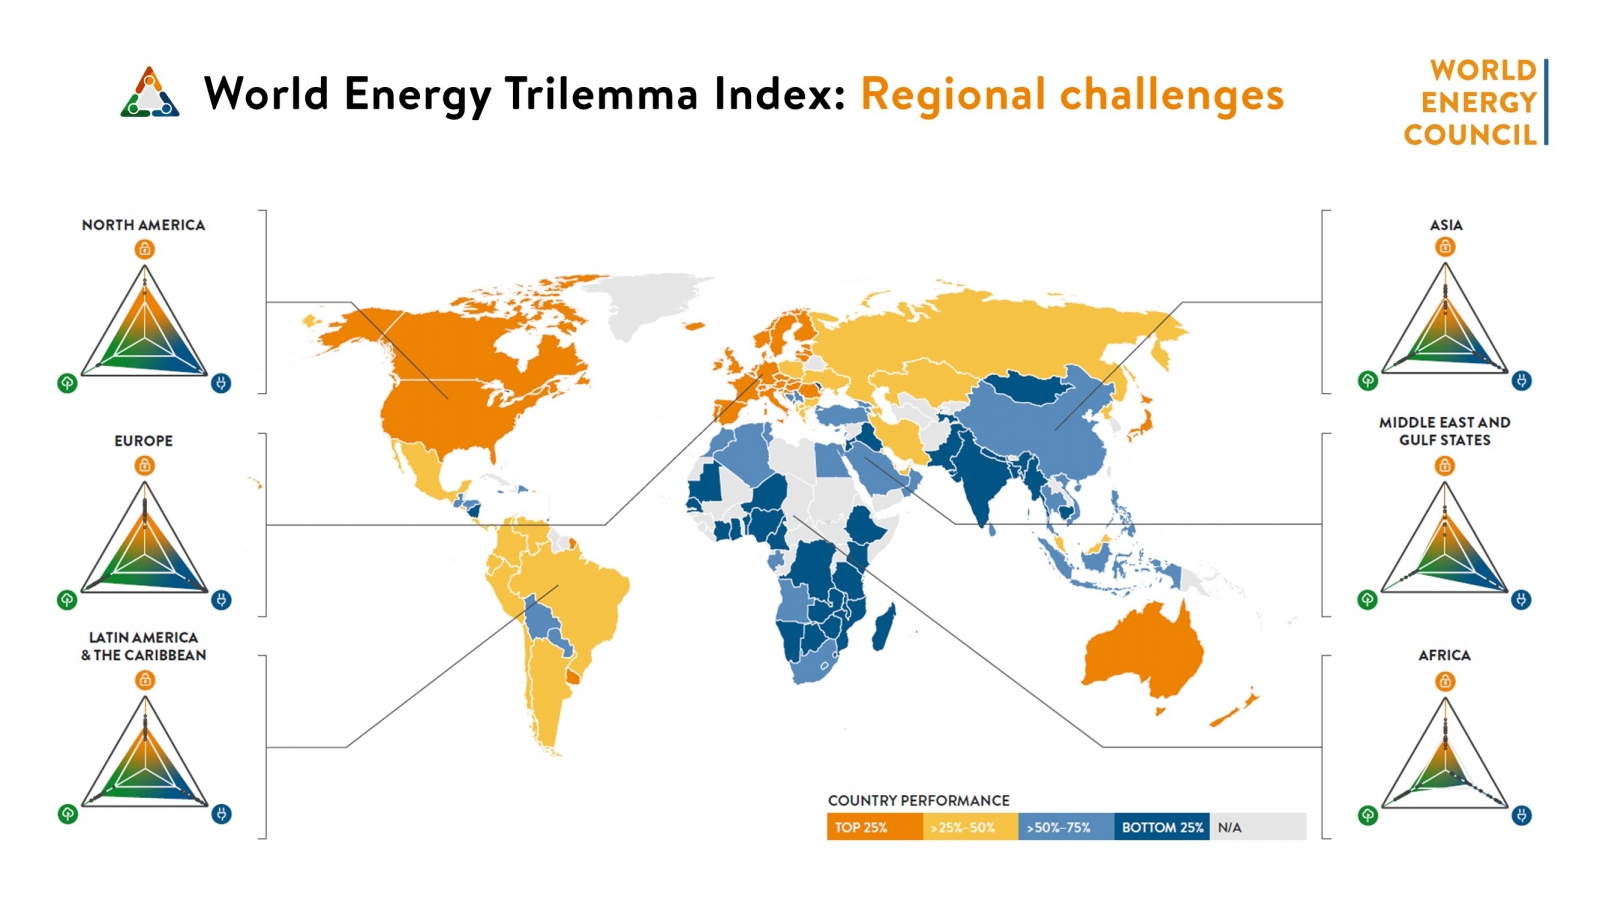 World Energy Trilemma Index: Regional challenges
WORLD
ENERGY
COUNCIL
NORTH AMERICA
EUROPE
LATIN AMERICA
& THE CARIBBEAN
ASIA
MIDDLE EAST AND
GULF STATES
AFRICA
COUNTRY PERFORMANCE
TOP 25%
>25%–50%
>50%–75%
BOTTOM 25%
N/A